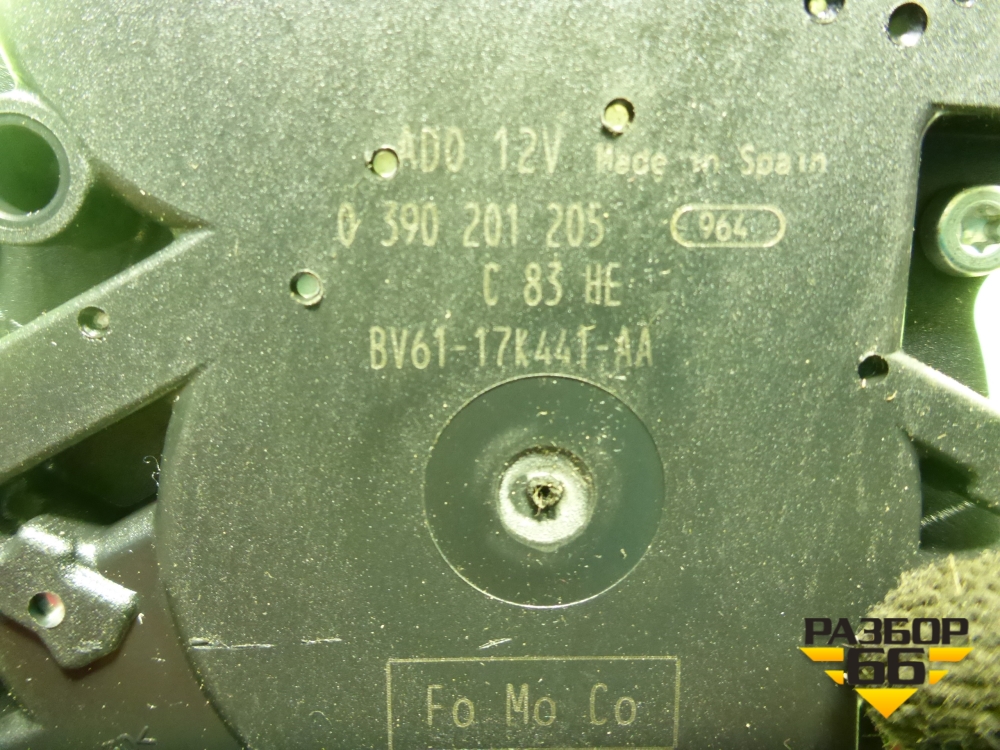 ADO 12V Made in Spain
0 390 201 205 964
C 83 HE
BV61-17K441-AA
Fo Mo Co
РАЗБОР
66